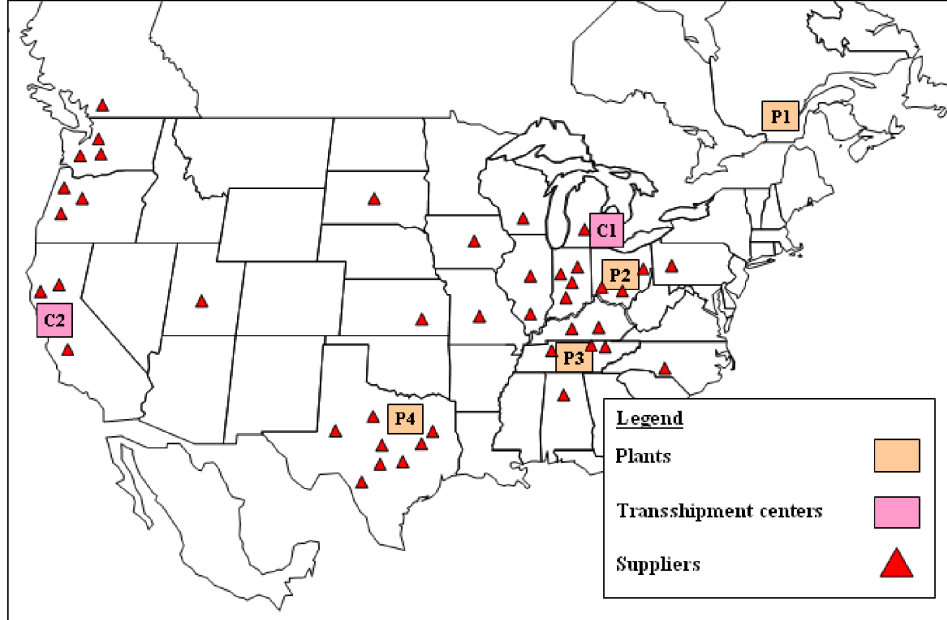 P1
C1
P2
C2
P3
P4
Legend
Plants
Transshipment centers
Suppliers